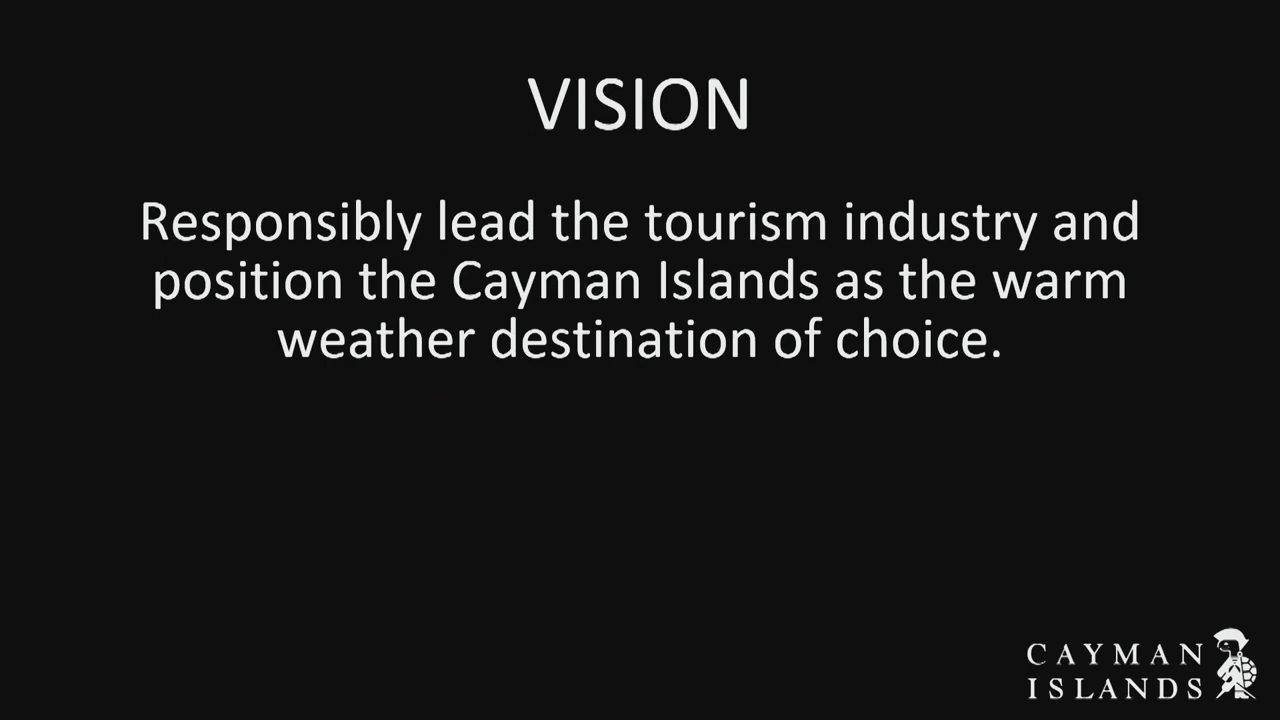 VISION
Responsibly lead the tourism industry and
position the Cayman Islands as the warm
weather destination of choice.
CAYMAN
ISLANDS